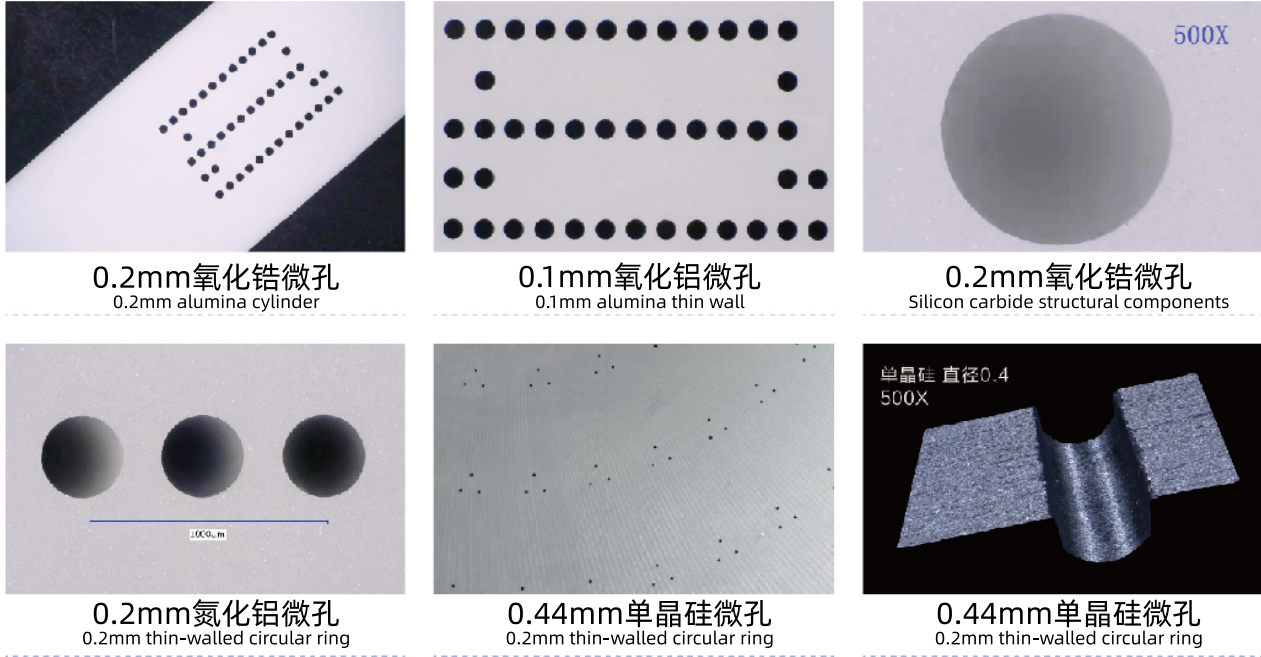 500X
0.2mm氧化锆微孔
0.2mm alumina cylinder
0.1mm氧化铝微孔
0.1mm alumina thin wall
0.2mm氧化锆微孔
Silicon carbide structural components
1000μm
单晶硅 直径0.4
500X
0.2mm氮化铝微孔
0.2mm thin-walled circular ring
0.44mm单晶硅微孔
0.2mm thin-walled circular ring
0.44mm单晶硅微孔
0.2mm thin-walled circular ring